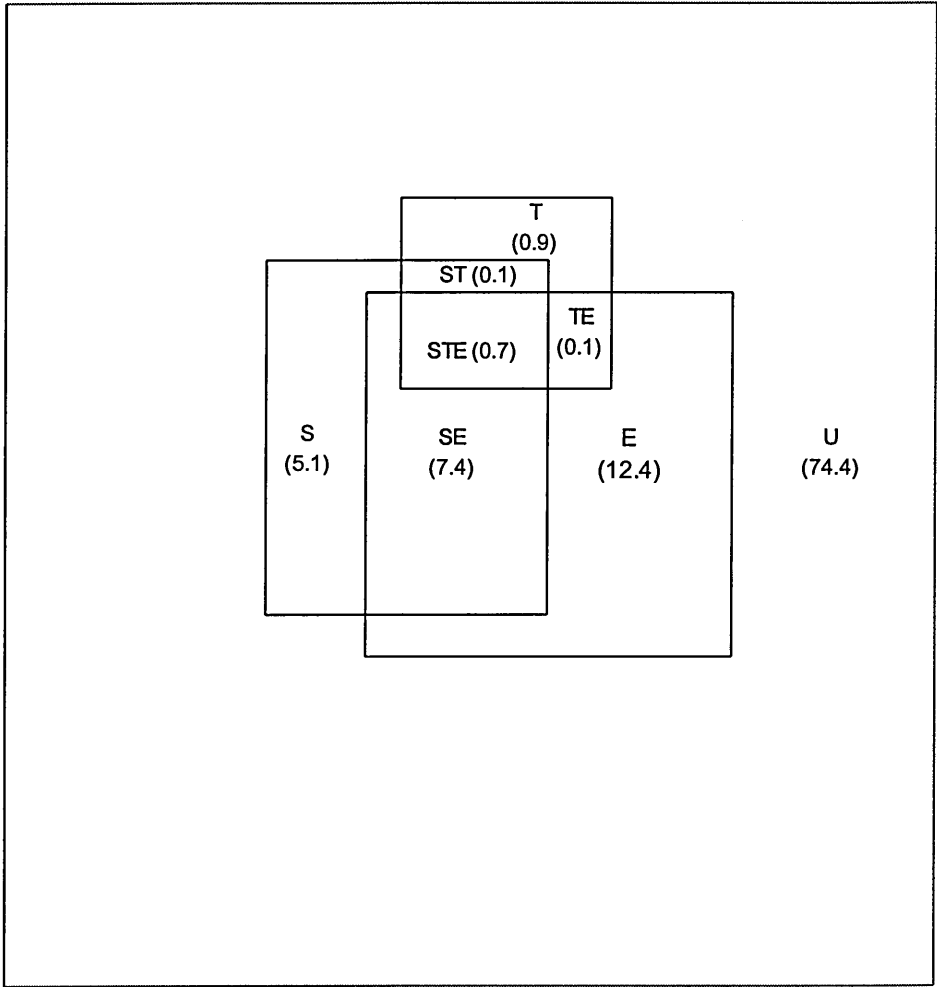 T
(0.9)
ST (0.1)
TE
(0.1)
STE (0.7)
S
(5.1)
SE
(7.4)
E
(12.4)
U
(74.4)